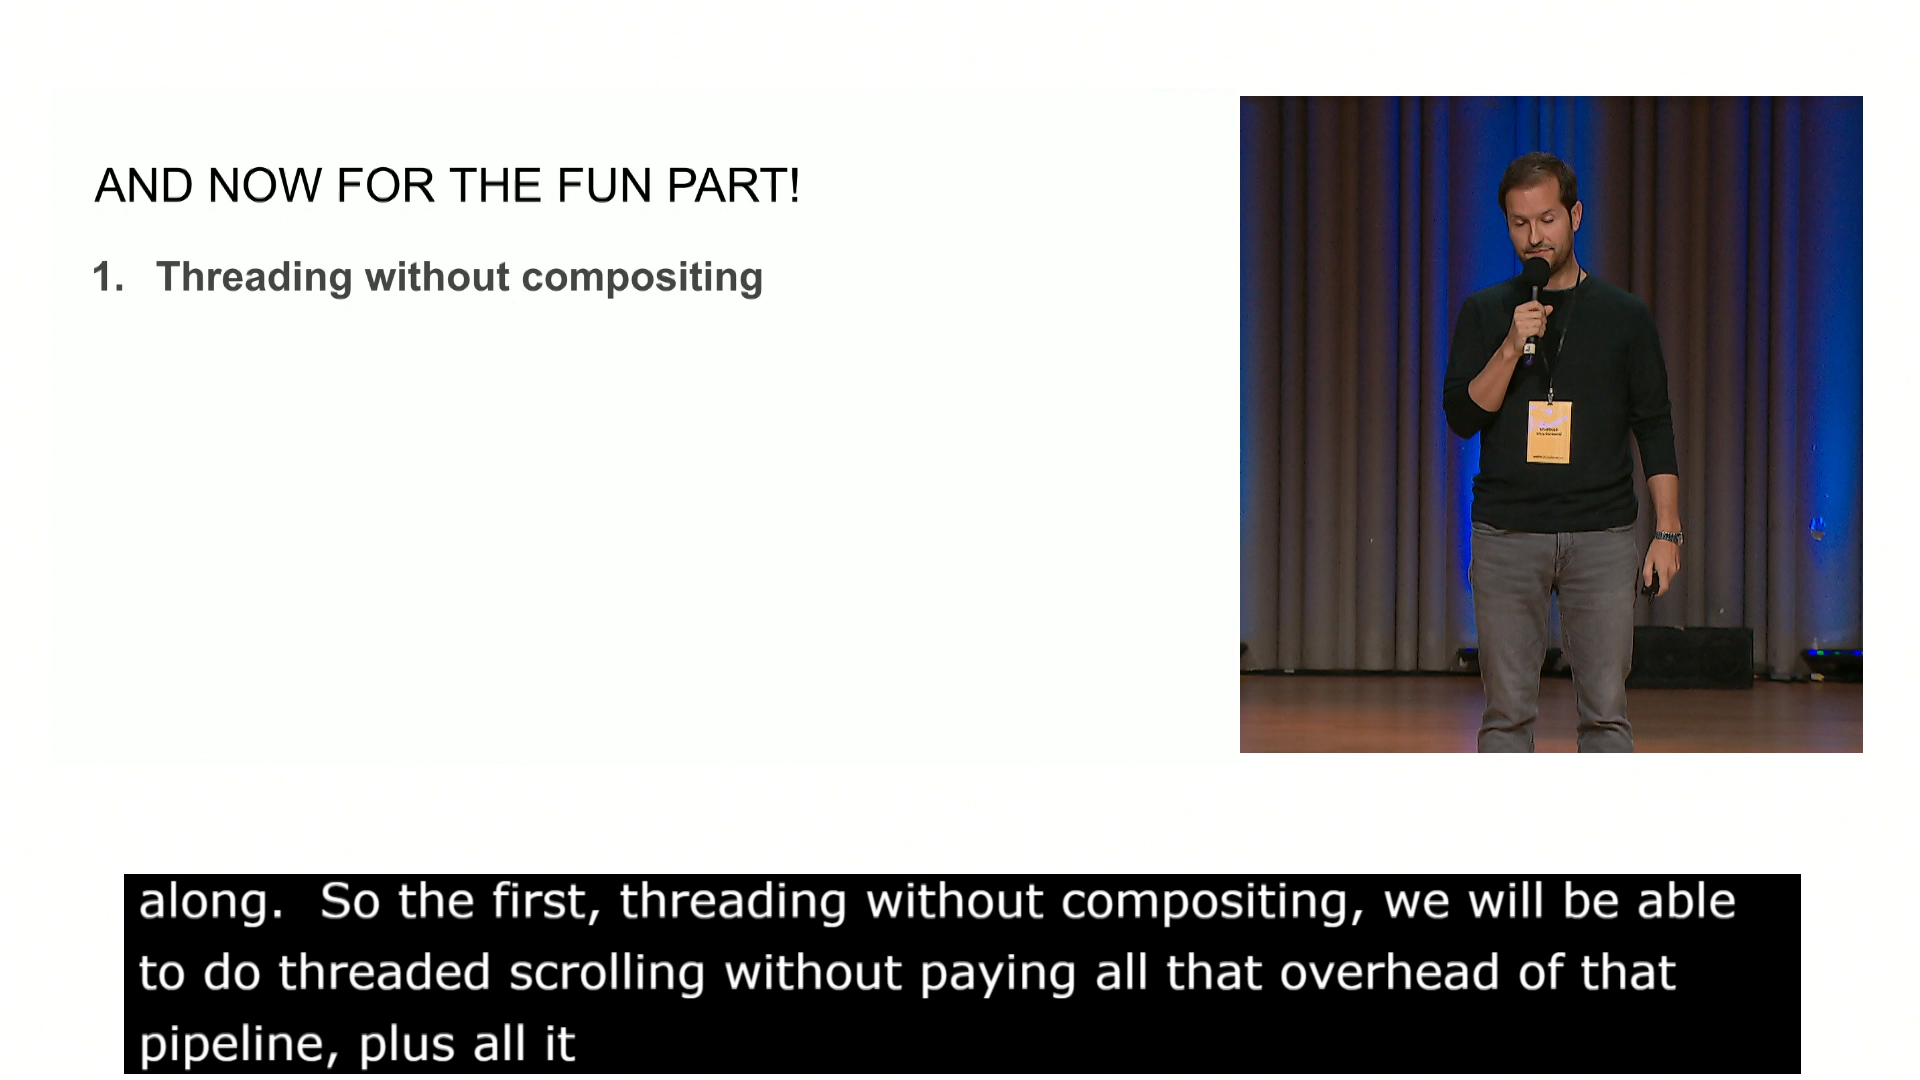 AND NOW FOR THE FUN PART!
1. Threading without compositing
along.  So the first, threading without compositing, we will be able
to do threaded scrolling without paying all that overhead of that
pipeline, plus all it